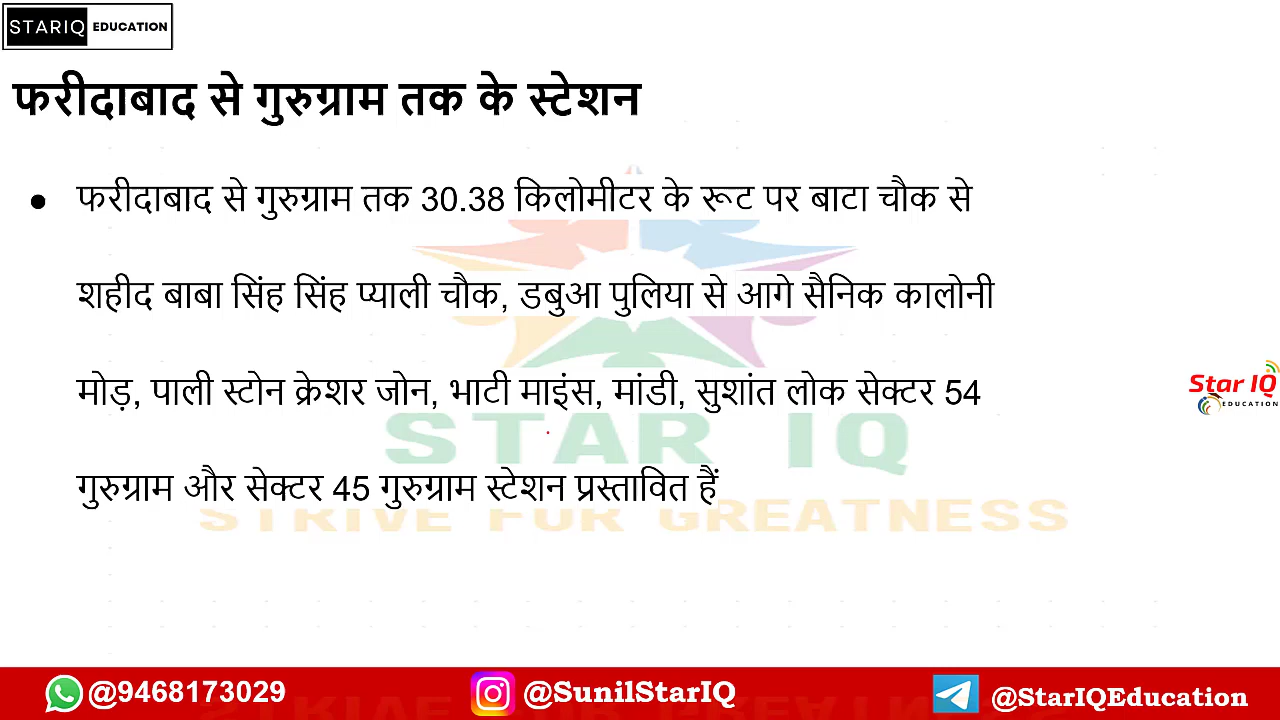 STARIQ EDUCATION
फरीदाबाद से गुरुग्राम तक के स्टेशन
● फरीदाबाद से गुरुग्राम तक 30.38 किलोमीटर के रूट पर बाटा चौक से
शहीद बाबा सिंह सिंह प्याली चौक, डबुआ पुलिया से आगे सैनिक कालोनी
मोड़, पाली स्टोन क्रेशर जोन, भाटी माइंस, मांडी, सुशांत लोक सेक्टर 54
Star IQ
EDUCATION
STAR IQ
गुरुग्राम और सेक्टर 45 गुरुग्राम स्टेशन प्रस्तावित हैं
STRIVE FOR GREATNESS
@9468173029 @SunilStarIQ @StarIQEducation